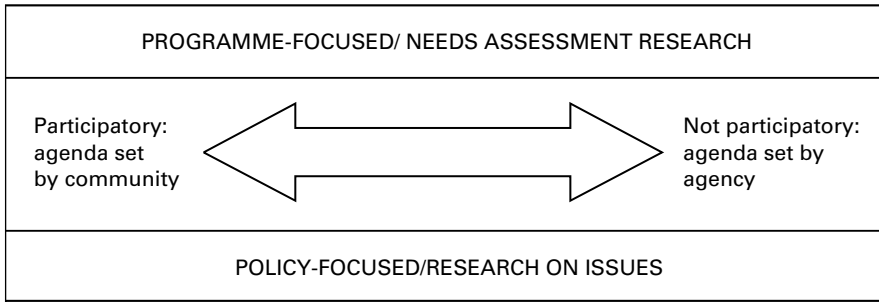 PROGRAMME-FOCUSED/ NEEDS ASSESSMENT RESEARCH
Participatory:
agenda set
by community
Not participatory:
agenda set by
agency
POLICY-FOCUSED/RESEARCH ON ISSUES